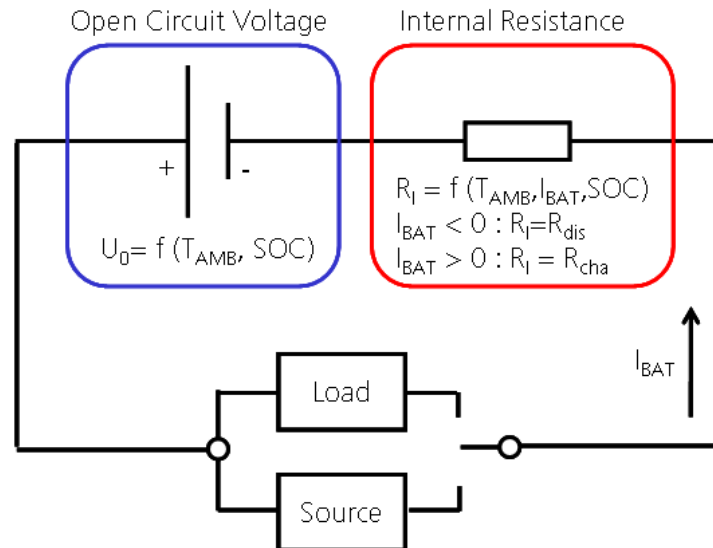 Open Circuit Voltage
Internal Resistance
+ -
U₀= f (T_AMB, SOC)
R_I = f (T_AMB,I_BAT,SOC)
I_BAT < 0 : R_I=R_dis
I_BAT > 0 : R_I = R_cha
I_BAT
Load
Source